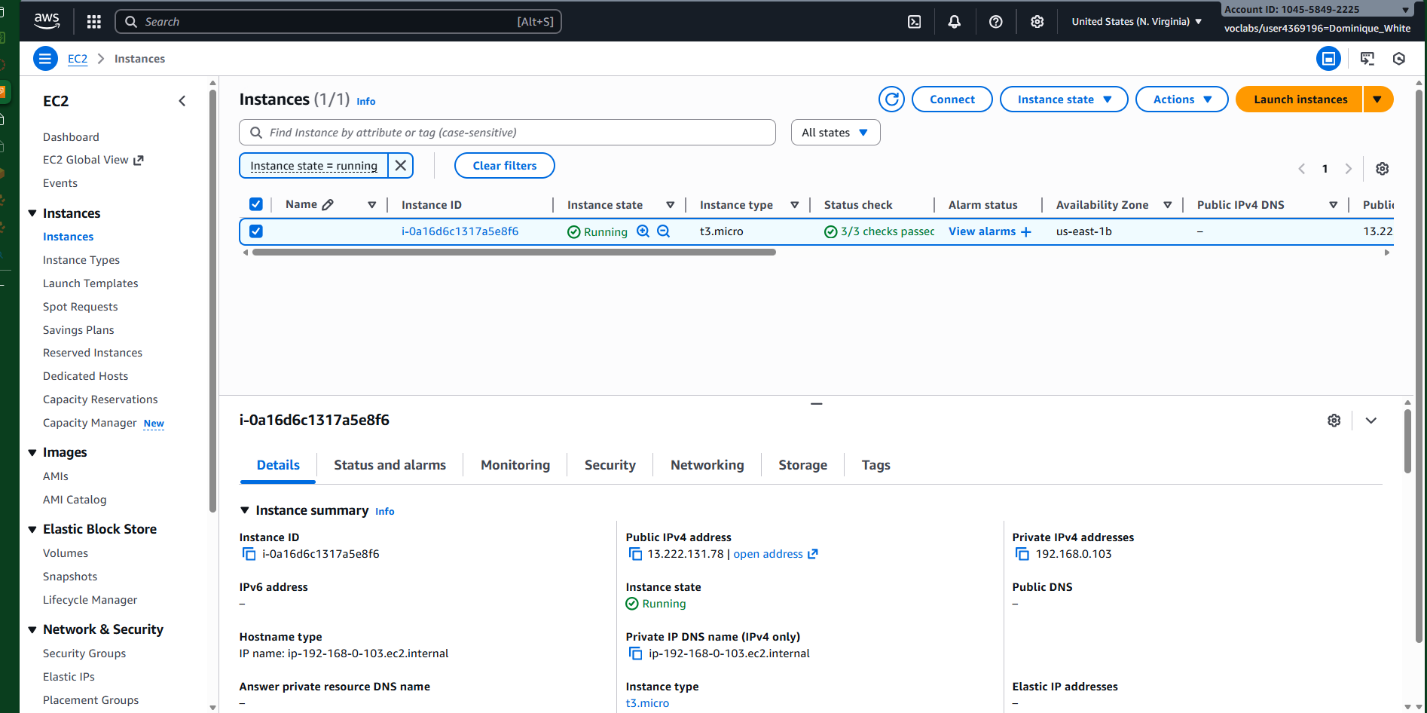 aws
Search [Alt+S]
United States (N. Virginia)
Account ID: 1045-5849-2225
voclabs/user4369196=Dominique_White
EC2 Instances
EC2
Dashboard
EC2 Global View
Events
Instances
Instances
Instance Types
Launch Templates
Spot Requests
Savings Plans
Reserved Instances
Dedicated Hosts
Capacity Reservations
Capacity Manager New
Images
AMIs
AMI Catalog
Elastic Block Store
Volumes
Snapshots
Lifecycle Manager
Network & Security
Security Groups
Elastic IPs
Placement Groups
Instances (1/1) Info
Connect
Instance state
Actions
Launch instances
Find Instance by attribute or tag (case-sensitive)
All states
Instance state = running
Clear filters
1
Name Instance ID Instance state Instance type Status check Alarm status Availability Zone Public IPv4 DNS Public
i-0a16d6c1317a5e8f6 Running t3.micro 3/3 checks passed View alarms + us-east-1b – 13.22
i-0a16d6c1317a5e8f6
Details Status and alarms Monitoring Security Networking Storage Tags
Instance summary Info
Instance ID
i-0a16d6c1317a5e8f6
Public IPv4 address
13.222.131.78 | open address
Private IPv4 addresses
192.168.0.103
IPv6 address
–
Instance state
Running
Public DNS
–
Hostname type
IP name: ip-192-168-0-103.ec2.internal
Private IP DNS name (IPv4 only)
ip-192-168-0-103.ec2.internal
Answer private resource DNS name
–
Instance type
t3.micro
Elastic IP addresses
–